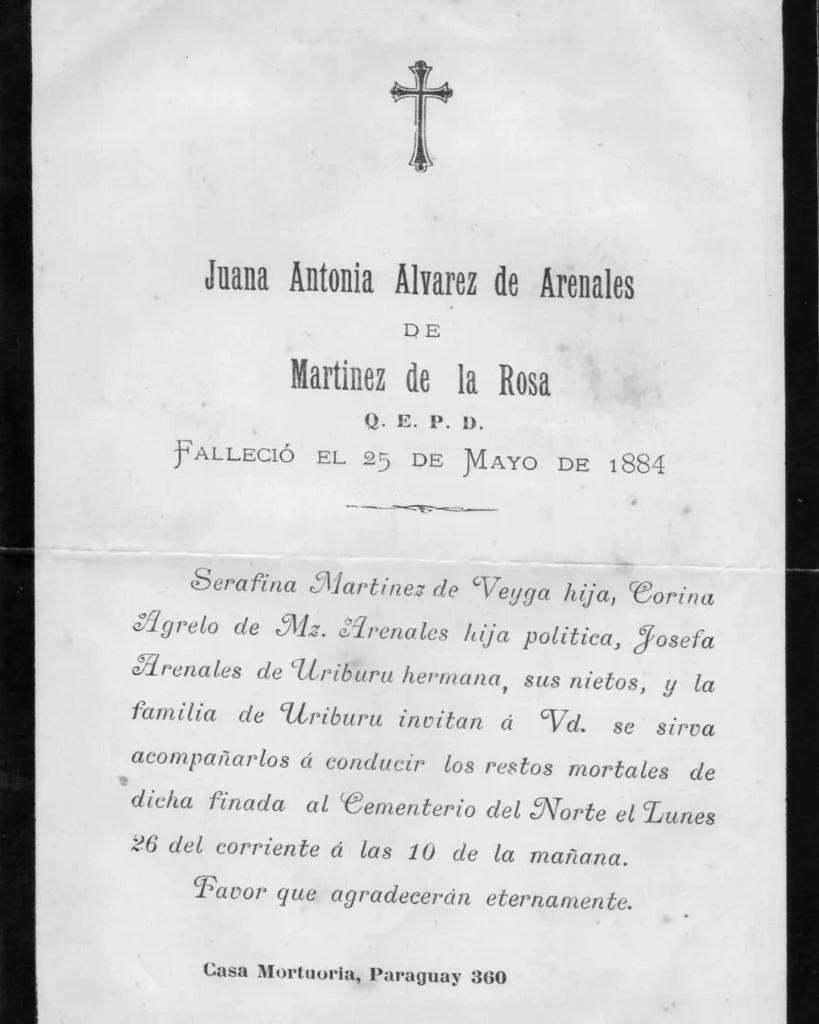 Juana Antonia Alvarez de Arenales
DE
Martinez de la Rosa
Q. E. P. D.
FALLECIÓ EL 25 DE MAYO DE 1884
Serafina Martinez de Veyga hija, Corina
Agrelo de Mz. Arenales hija politica, Josefa
Arenales de Uriburu hermana, sus nietos, y la
familia de Uriburu invitan á Vd. se sirva
acompañarlos á conducir los restos mortales de
dicha finada al Cementerio del Norte el Lunes
26 del corriente á las 10 de la mañana.
Favor que agradecerán eternamente.
Casa Mortuoria, Paraguay 360